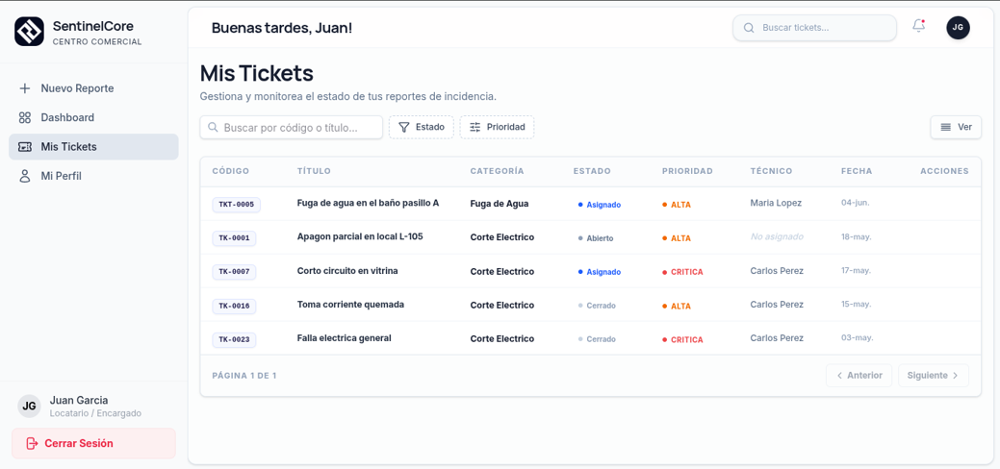 SentinelCore
CENTRO COMERCIAL
Nuevo Reporte
Dashboard
Mis Tickets
Mi Perfil
JG
Juan Garcia
Locatario / Encargado
Cerrar Sesión
Buenas tardes, Juan!
Buscar tickets...
JG
Mis Tickets
Gestiona y monitorea el estado de tus reportes de incidencia.
Buscar por código o título...
Estado
Prioridad
Ver
CÓDIGO TÍTULO CATEGORÍA ESTADO PRIORIDAD TÉCNICO FECHA ACCIONES
TKT-0005 Fuga de agua en el baño pasillo A Fuga de Agua Asignado ALTA Maria Lopez 04-jun.
TK-0001 Apagon parcial en local L-105 Corte Electrico Abierto ALTA No asignado 18-may.
TK-0007 Corto circuito en vitrina Corte Electrico Asignado CRITICA Carlos Perez 17-may.
TK-0016 Toma corriente quemada Corte Electrico Cerrado ALTA Carlos Perez 15-may.
TK-0023 Falla electrica general Corte Electrico Cerrado CRITICA Carlos Perez 03-may.
PÁGINA 1 DE 1
Anterior
Siguiente